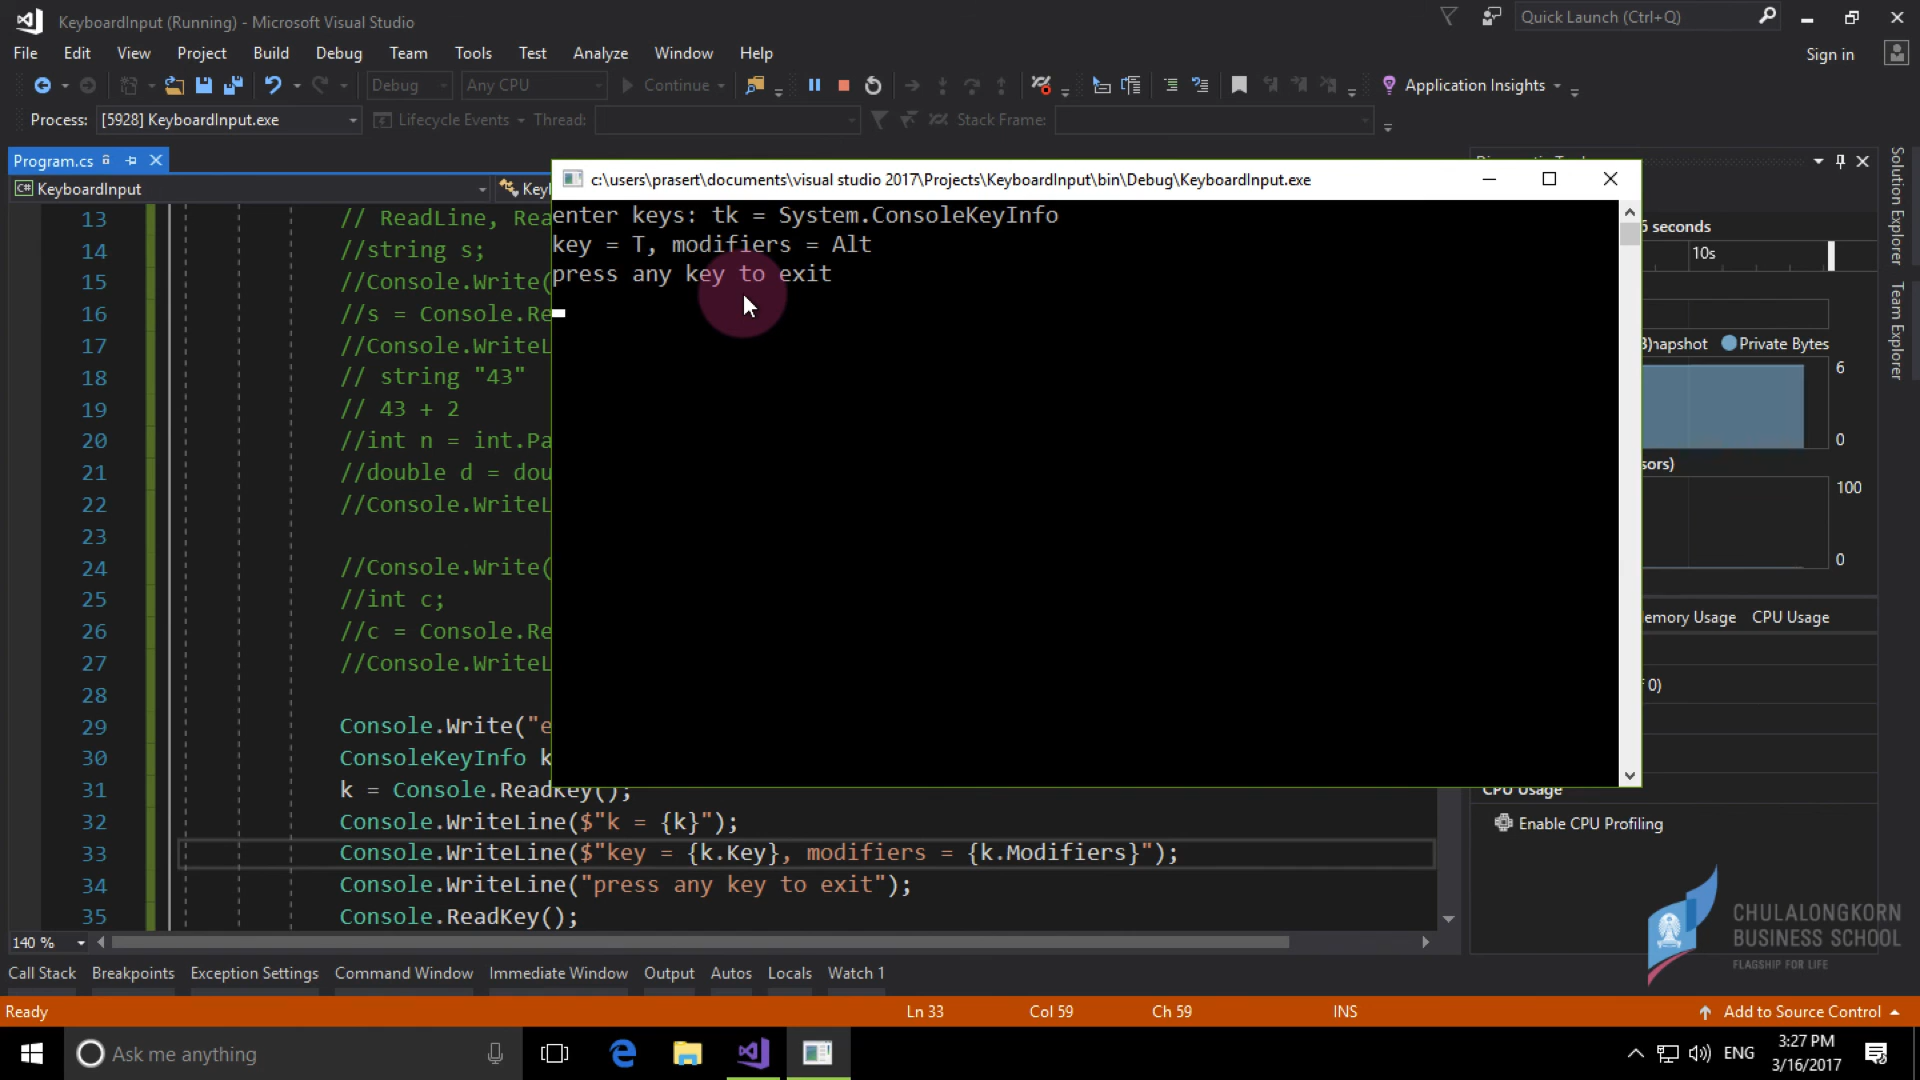 KeyboardInput (Running) - Microsoft Visual Studio
Quick Launch (Ctrl+Q)
File Edit View Project Build Debug Team Tools Test Analyze Window Help
Sign in
Debug Any CPU Continue Application Insights
Process: [5928] KeyboardInput.exe Lifecycle Events Thread: Stack Frame:
Program.cs
KeyboardInput
c:\users\prasert\documents\visual studio 2017\Projects\KeyboardInput\bin\Debug\KeyboardInput.exe
enter keys: tk = System.ConsoleKeyInfo
key = T, modifiers = Alt
press any key to exit
13 // ReadLine, Rea
14 //string s;
15 //Console.Write(
16 //s = Console.Re
17 //Console.WriteL
18 // string "43"
19 // 43 + 2
20 //int n = int.Pa
21 //double d = dou
22 //Console.WriteL
23
24 //Console.Write(
25 //int c;
26 //c = Console.Re
27 //Console.WriteL
28
29 Console.Write("e
30 ConsoleKeyInfo k
31 k = Console.ReadKey();
32 Console.WriteLine($"k = {k}");
33 Console.WriteLine($"key = {k.Key}, modifiers = {k.Modifiers}");
34 Console.WriteLine("press any key to exit");
35 Console.ReadKey();
140 %
seconds
10s
napshot Private Bytes
6
0
sors)
100
0
emory Usage CPU Usage
0)
CPU Usage
Enable CPU Profiling
Solution Explorer
Team Explorer
CHULALONGKORN
BUSINESS SCHOOL
FLAGSHIP FOR LIFE
Call Stack Breakpoints Exception Settings Command Window Immediate Window Output Autos Locals Watch 1
Ready Ln 33 Col 59 Ch 59 INS Add to Source Control
Ask me anything
ENG
3:27 PM
3/16/2017